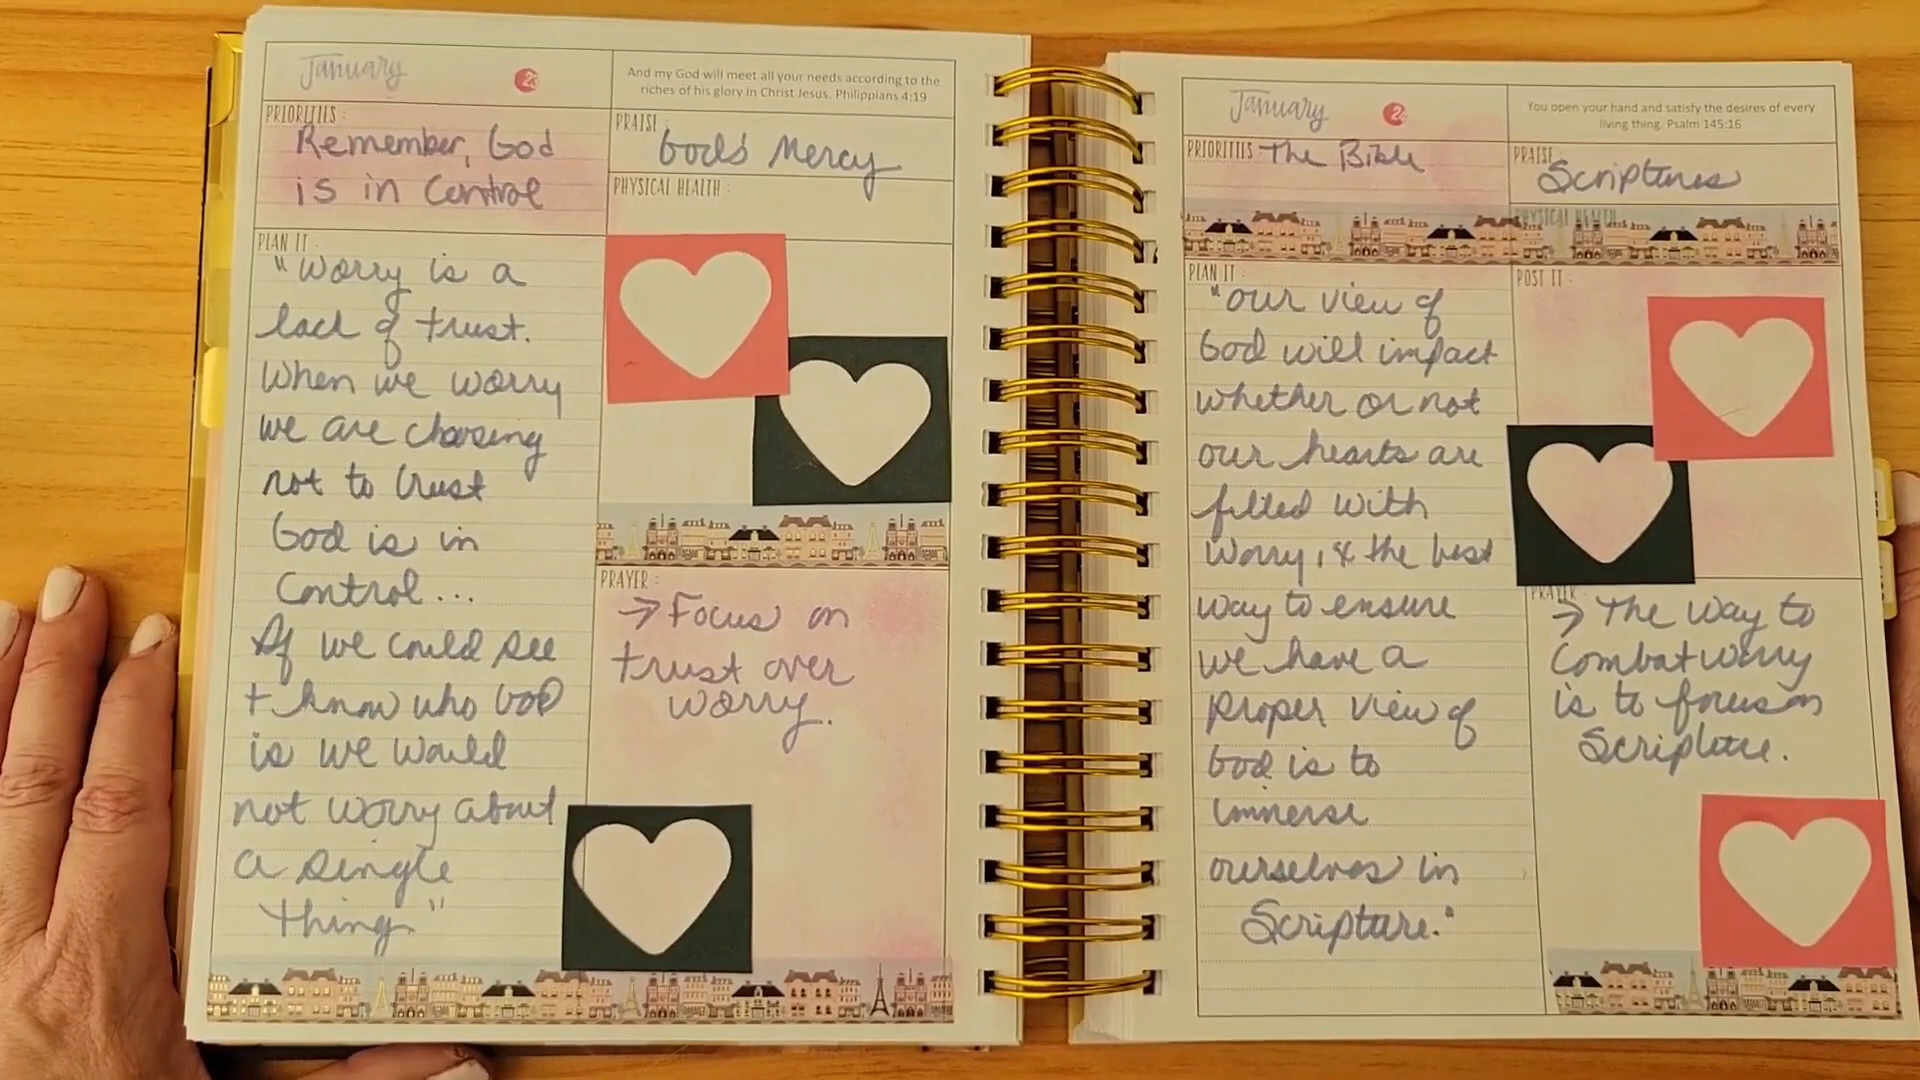 January 23
And my God will meet all your needs according to the
riches of his glory in Christ Jesus. Philippians 4:19
PRIORITIES:
Remember, God
is in Control
PRAISE:
God's Mercy
PHYSICAL HEALTH:
PLAN IT:
"Worry is a
lack of trust.
When we worry
we are choosing
not to trust
God is in
Control...
If we could see
+ know who God
is we would
not worry about
a single
thing"
PRAYER:
→ Focus on
trust over
worry.
January
You open your hand and satisfy the desires of every
living thing. Psalm 145:16
PRIORITIES: The Bible
PRAISE:
Scriptures
PHYSICAL HEALTH
PLAN IT:
"our view of
God will impact
whether or not
our hearts are
filled with
worry, & the best
way to ensure
we have a
proper view of
God is to
immerse
ourselves in
Scripture."
POST IT:
PRAYER:
→ The way to
combat worry
is to focus on
Scripture.